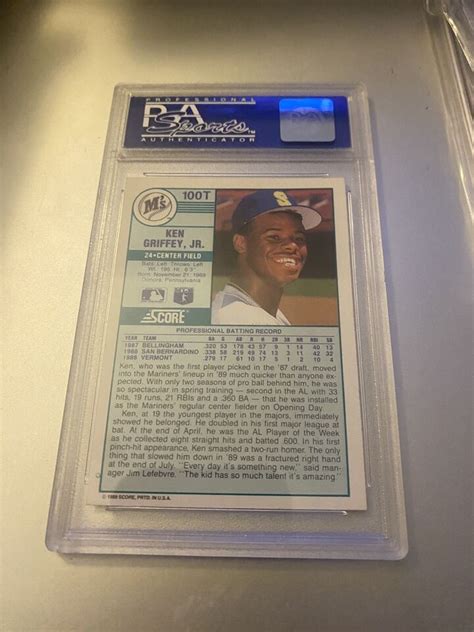 PROFESSIONAL
PSA
Sports
TM
AUTHENTICATOR
100T
M's
KEN
GRIFFEY, JR.
24 • CENTER FIELD
Bats: Left Throws: Left
Born: November 21, 1969
Donora, Pennsylvania
SCORE
PROFESSIONAL BATTING RECORD
YEAR TEAM
1987 BELLINGHAM
1988 SAN BERNARDINO
VERMONT
Ken, who was the first player picked in the '87 draft, moved
into the Mariners' lineup in '89 much quicker than anyone ex-
pected. With only two seasons of pro ball behind him, he was
so spectacular in spring training — second in the AL with 33
hits, 19 runs, 21 RBIs and a .360 BA — that he was installed
as the Mariners' regular center fielder on Opening Day.
Ken, at 19 the youngest player in the majors, immediately
showed he belonged. He doubled in his first major league at
bat. At the end of April, he was the AL Player of the Week
as he collected eight straight hits and batted .600. In his first
pinch-hit appearance, Ken smashed a two-run homer. The only
thing that slowed him down in '89 was a fractured right hand
at the end of July. "Every day it's something new," said man-
ager Jim Lefebvre. "The kid has so much talent it's amazing."
© 1989 SCORE, PRTD. IN U.S.A.